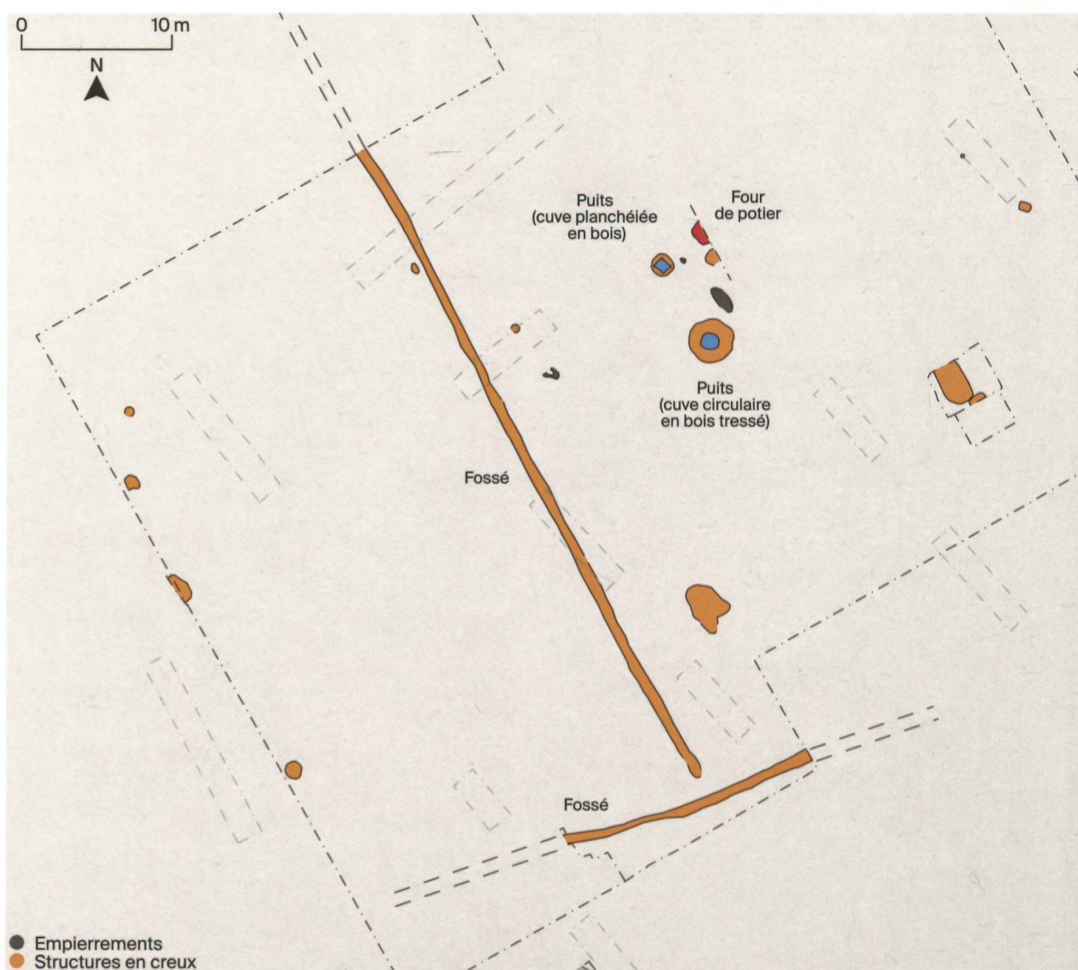 0 10 m
N
Puits
(cuve planchéiée
en bois)
Four
de potier
Puits
(cuve circulaire
en bois tressé)
Fossé
Fossé
Empierrements
Structures en creux